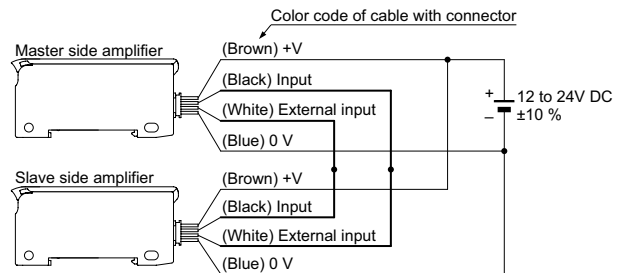 Color code of cable with connector
Master side amplifier
(Brown) +V
(Black) Input
(White) External input
(Blue) 0 V
+
–
12 to 24V DC
±10 %
Slave side amplifier
(Brown) +V
(Black) Input
(White) External input
(Blue) 0 V